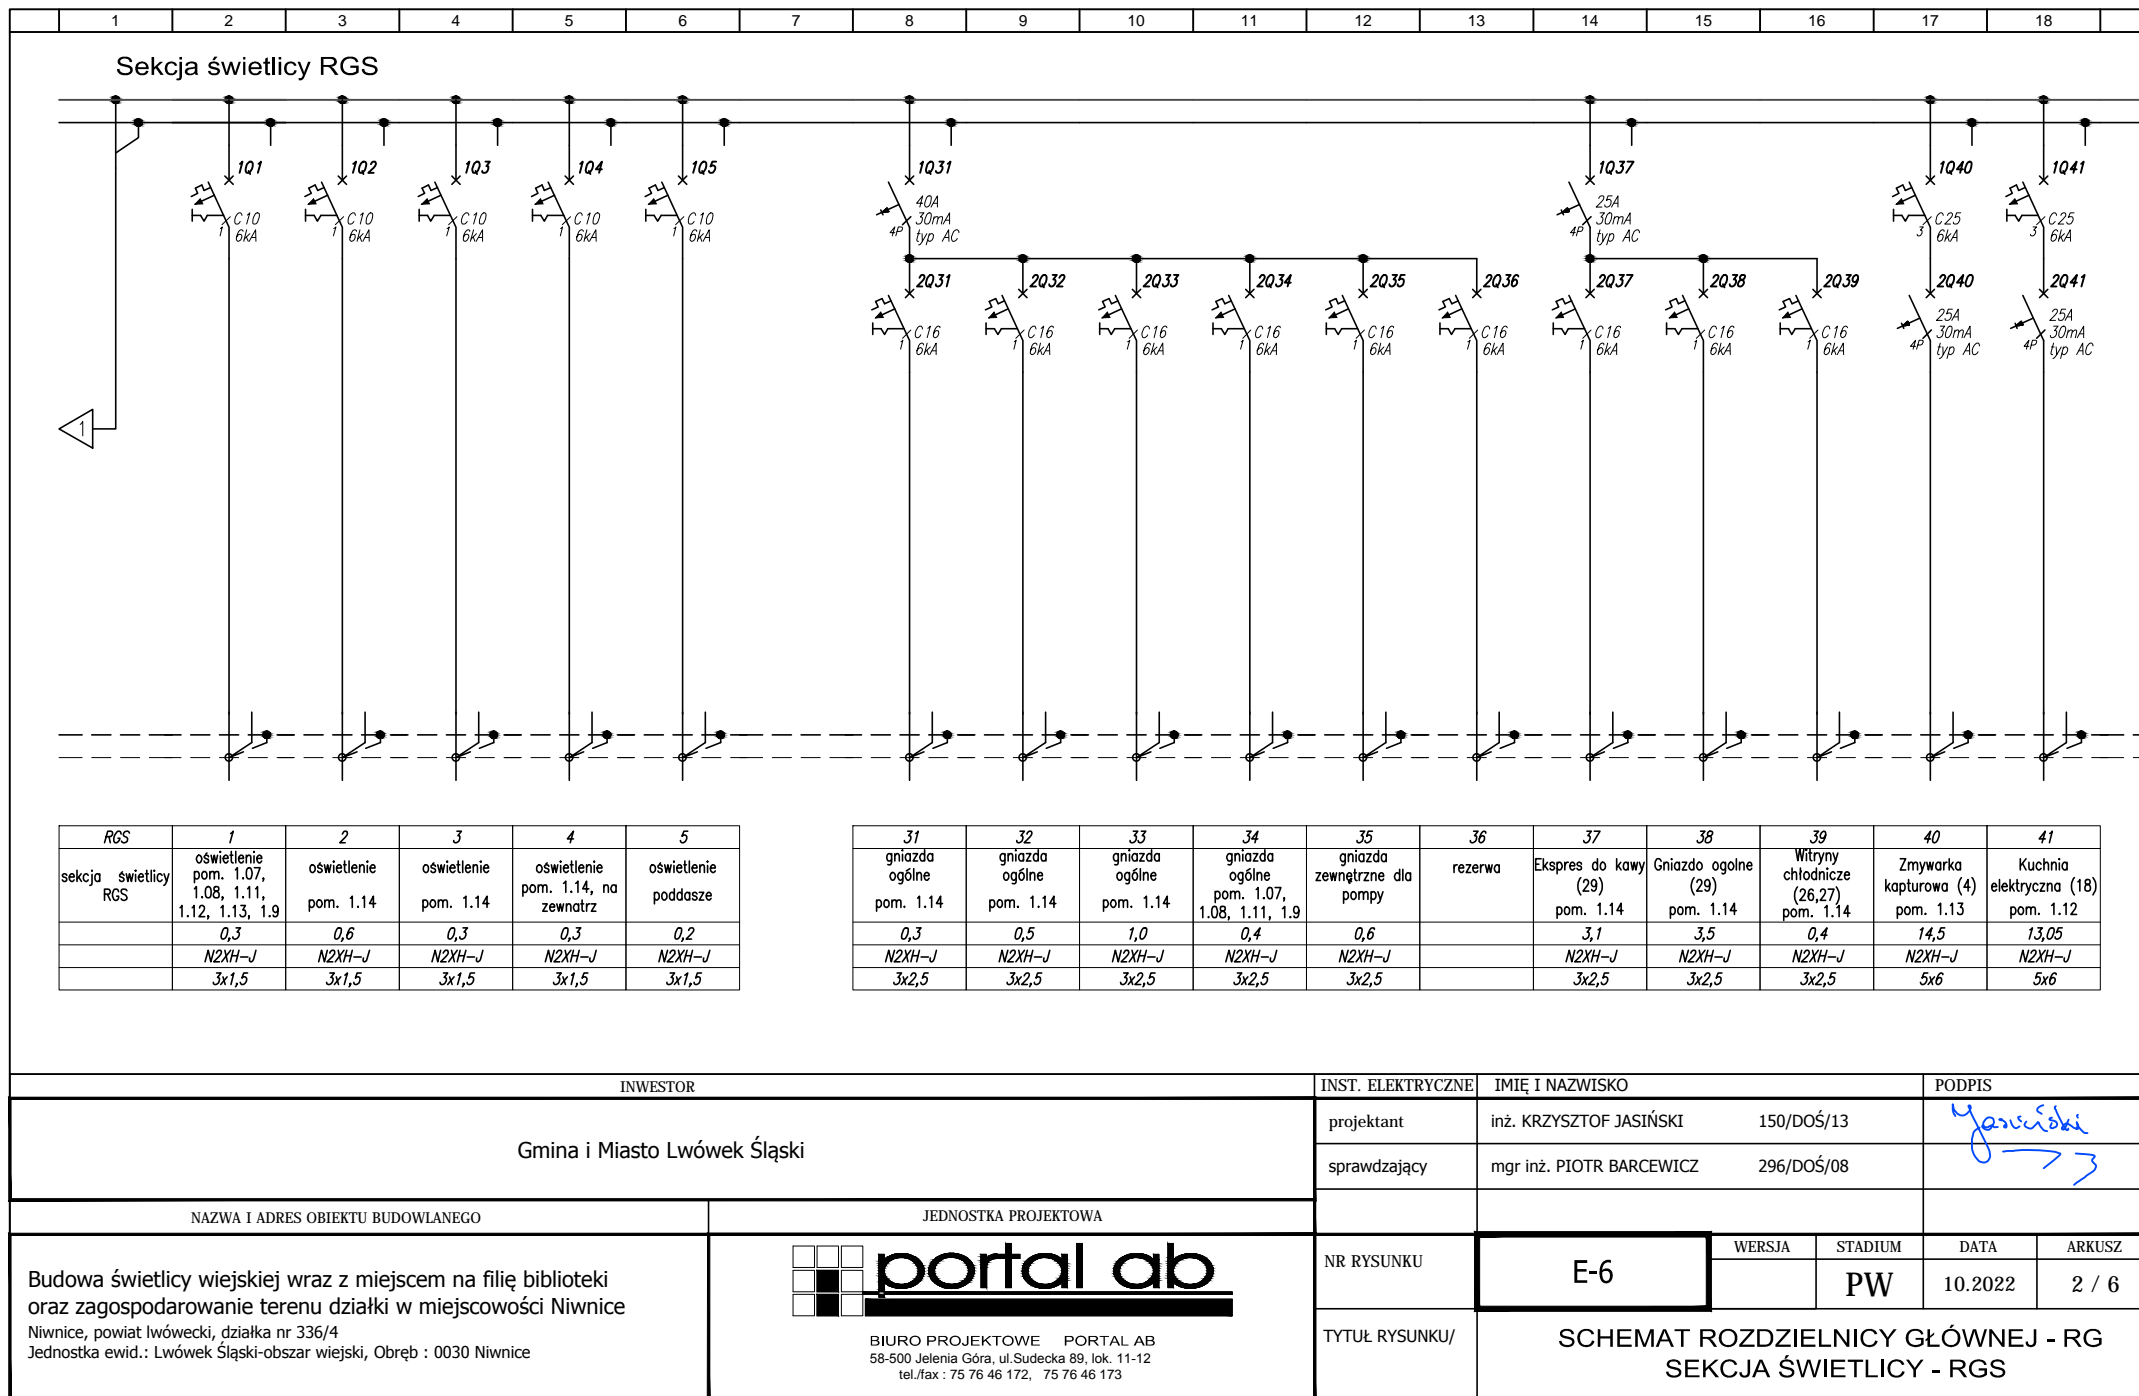 1 2 3 4 5 6 7 8 9 10 11 12 13 14 15 16 17 18
Sekcja świetlicy RGS
1Q1 1Q2 1Q3 1Q4 1Q5 1Q31 1Q37 1Q40 1Q41
C10 C10 C10 C10 C10 40A 25A C25 C25
1 6kA 1 6kA 1 6kA 1 6kA 1 6kA 30mA 30mA 3 6kA 3 6kA
4P typ AC 4P typ AC
2Q31 2Q32 2Q33 2Q34 2Q35 2Q36 2Q37 2Q38 2Q39 2Q40 2Q41
C16 C16 C16 C16 C16 C16 C16 C16 C16 25A 25A
1 6kA 1 6kA 1 6kA 1 6kA 1 6kA 1 6kA 1 6kA 1 6kA 1 6kA 30mA 30mA
4P typ AC 4P typ AC
1
RGS 1 2 3 4 5
sekcja świetlicy
RGS
oświetlenie
pom. 1.07,
1.08, 1.11,
1.12, 1.13, 1.9
oświetlenie
pom. 1.14
oświetlenie
pom. 1.14
oświetlenie
pom. 1.14, na
zewnatrz
oświetlenie
poddasze
0,3 0,6 0,3 0,3 0,2
N2XH-J N2XH-J N2XH-J N2XH-J N2XH-J
3x1,5 3x1,5 3x1,5 3x1,5 3x1,5
31 32 33 34 35 36 37 38 39 40 41
gniazda
ogólne
pom. 1.14
gniazda
ogólne
pom. 1.14
gniazda
ogólne
pom. 1.14
gniazda
ogólne
pom. 1.07,
1.08, 1.11, 1.9
gniazda
zewnętrzne dla
pompy
rezerwa
Ekspres do kawy
(29)
pom. 1.14
Gniazdo ogolne
(29)
pom. 1.14
Witryny
chłodnicze
(26,27)
pom. 1.14
Zmywarka
kapturowa (4)
pom. 1.13
Kuchnia
elektryczna (18)
pom. 1.12
0,3 0,5 1,0 0,4 0,6 3,1 3,5 0,4 14,5 13,05
N2XH-J N2XH-J N2XH-J N2XH-J N2XH-J N2XH-J N2XH-J N2XH-J N2XH-J N2XH-J
3x2,5 3x2,5 3x2,5 3x2,5 3x2,5 3x2,5 3x2,5 3x2,5 5x6 5x6
INWESTOR
Gmina i Miasto Lwówek Śląski
INST. ELEKTRYCZNE IMIĘ I NAZWISKO PODPIS
projektant inż. KRZYSZTOF JASIŃSKI 150/DOŚ/13 Jasiński
sprawdzający mgr inż. PIOTR BARCEWICZ 296/DOŚ/08
NAZWA I ADRES OBIEKTU BUDOWLANEGO
Budowa świetlicy wiejskiej wraz z miejscem na filię biblioteki
oraz zagospodarowanie terenu działki w miejscowości Niwnice
Niwnice, powiat lwówecki, działka nr 336/4
Jednostka ewid.: Lwówek Śląski-obszar wiejski, Obręb : 0030 Niwnice
JEDNOSTKA PROJEKTOWA
portal ab
BIURO PROJEKTOWE PORTAL AB
58-500 Jelenia Góra, ul.Sudecka 89, lok. 11-12
tel./fax : 75 76 46 172, 75 76 46 173
NR RYSUNKU E-6
WERSJA STADIUM DATA ARKUSZ
PW 10.2022 2 / 6
TYTUŁ RYSUNKU/
SCHEMAT ROZDZIELNICY GŁÓWNEJ - RG
SEKCJA ŚWIETLICY - RGS